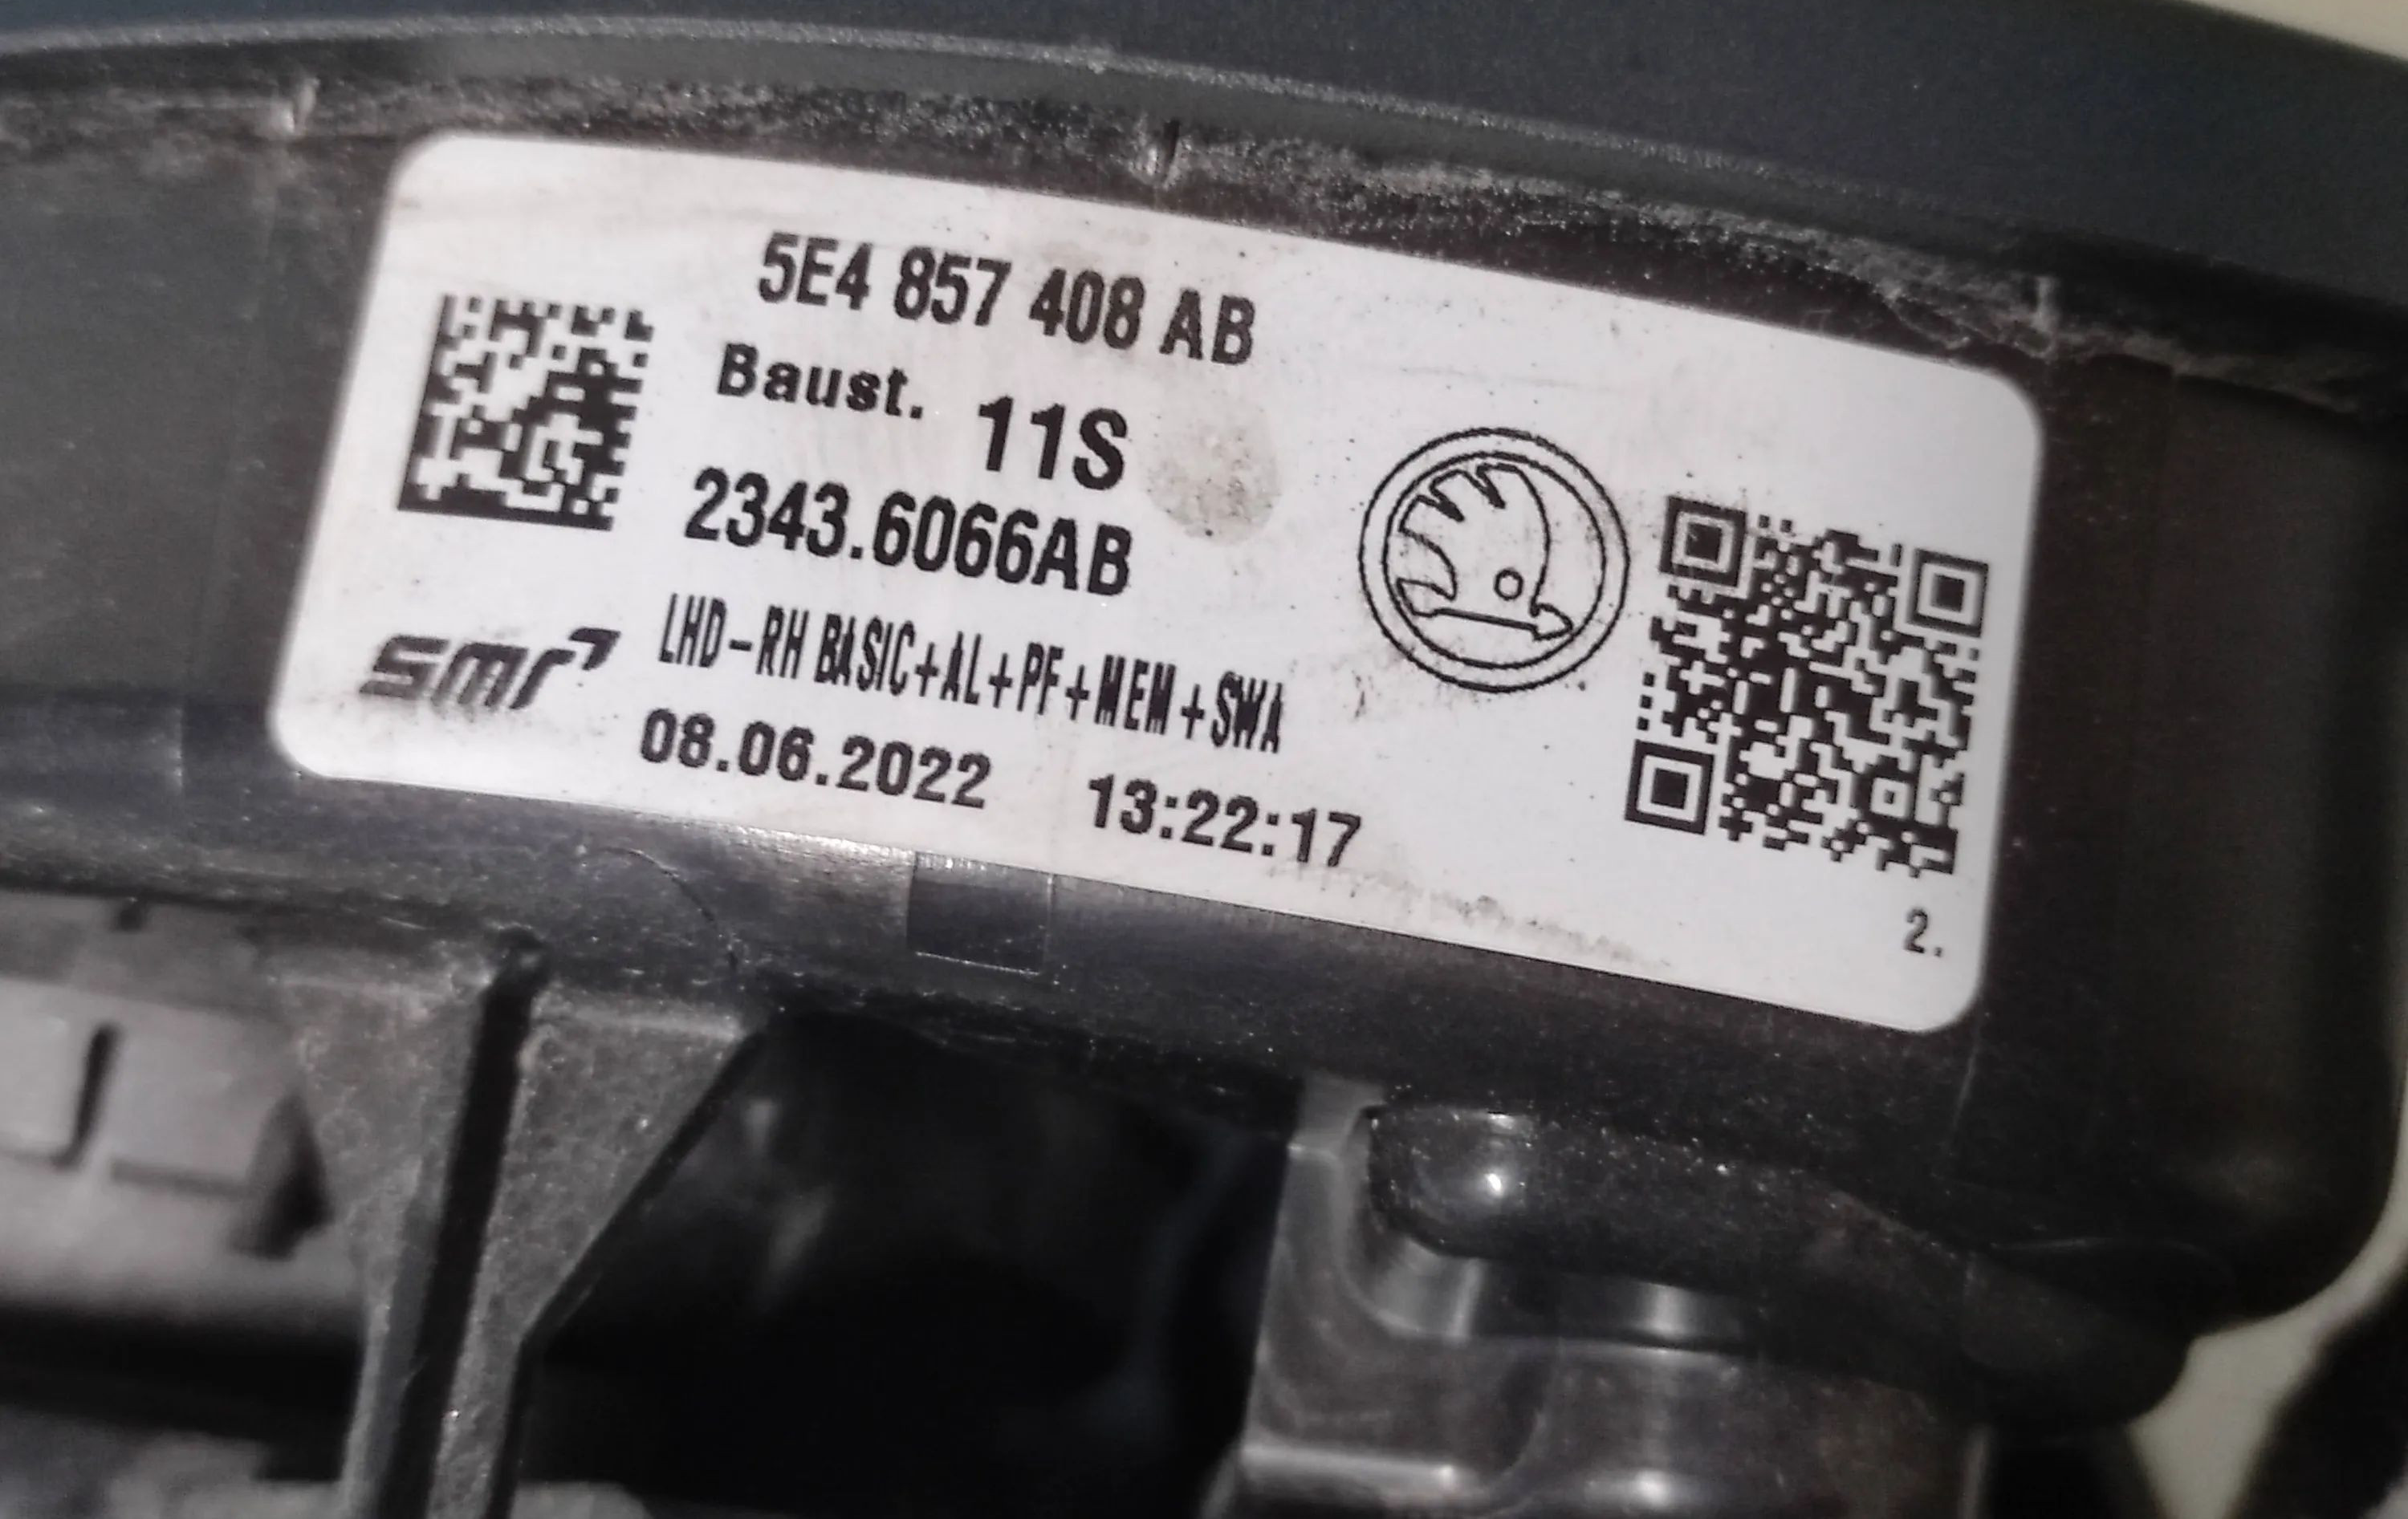 5E4 857 408 AB
Baust. 11S
2343.6066AB
smr
LHD-RH BASIC+AL+PF+MEM+SWA
08.06.2022 13:22:17
2.